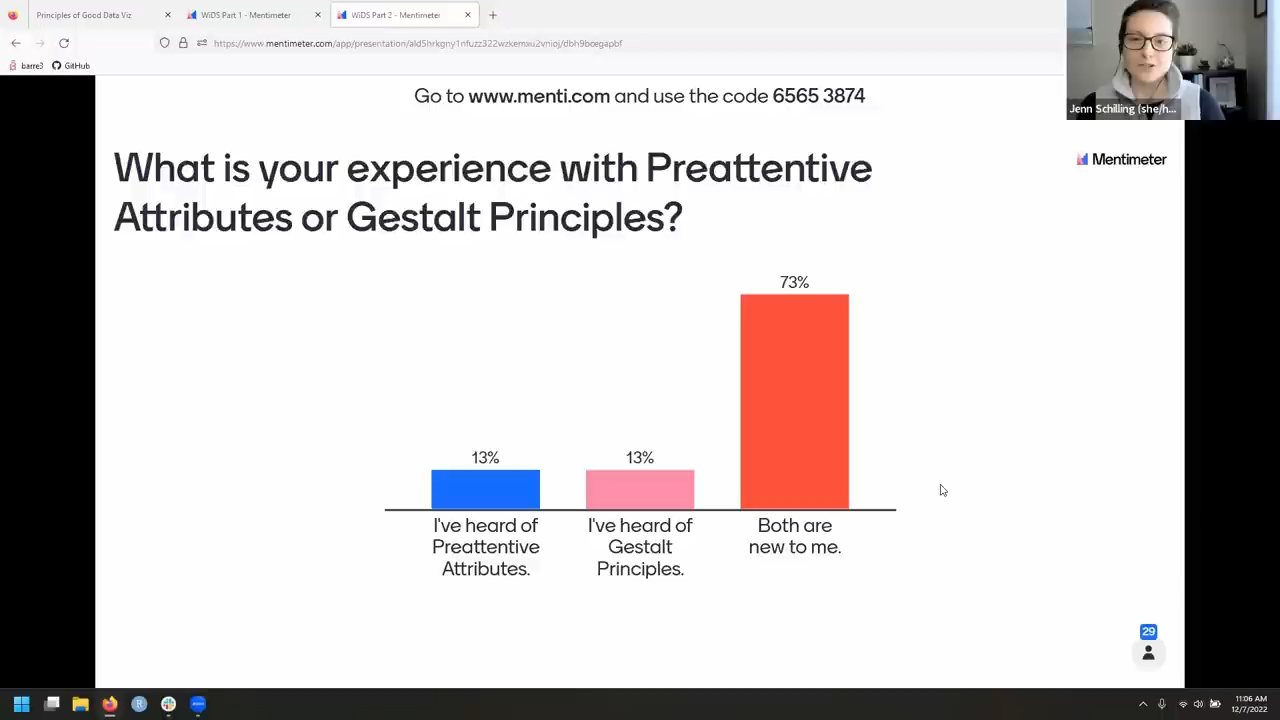 Principles of Good Data Viz
WiDS Part 1 - Mentimeter
WiDS Part 2 - Mentimeter
barre3
GitHub
Jenn Schilling (she/h...
Go to www.menti.com and use the code 6565 3874
Mentimeter
What is your experience with Preattentive
Attributes or Gestalt Principles?
73%
13%
13%
I've heard of
Preattentive
Attributes.
I've heard of
Gestalt
Principles.
Both are
new to me.
29
11:06 AM
12/7/2022